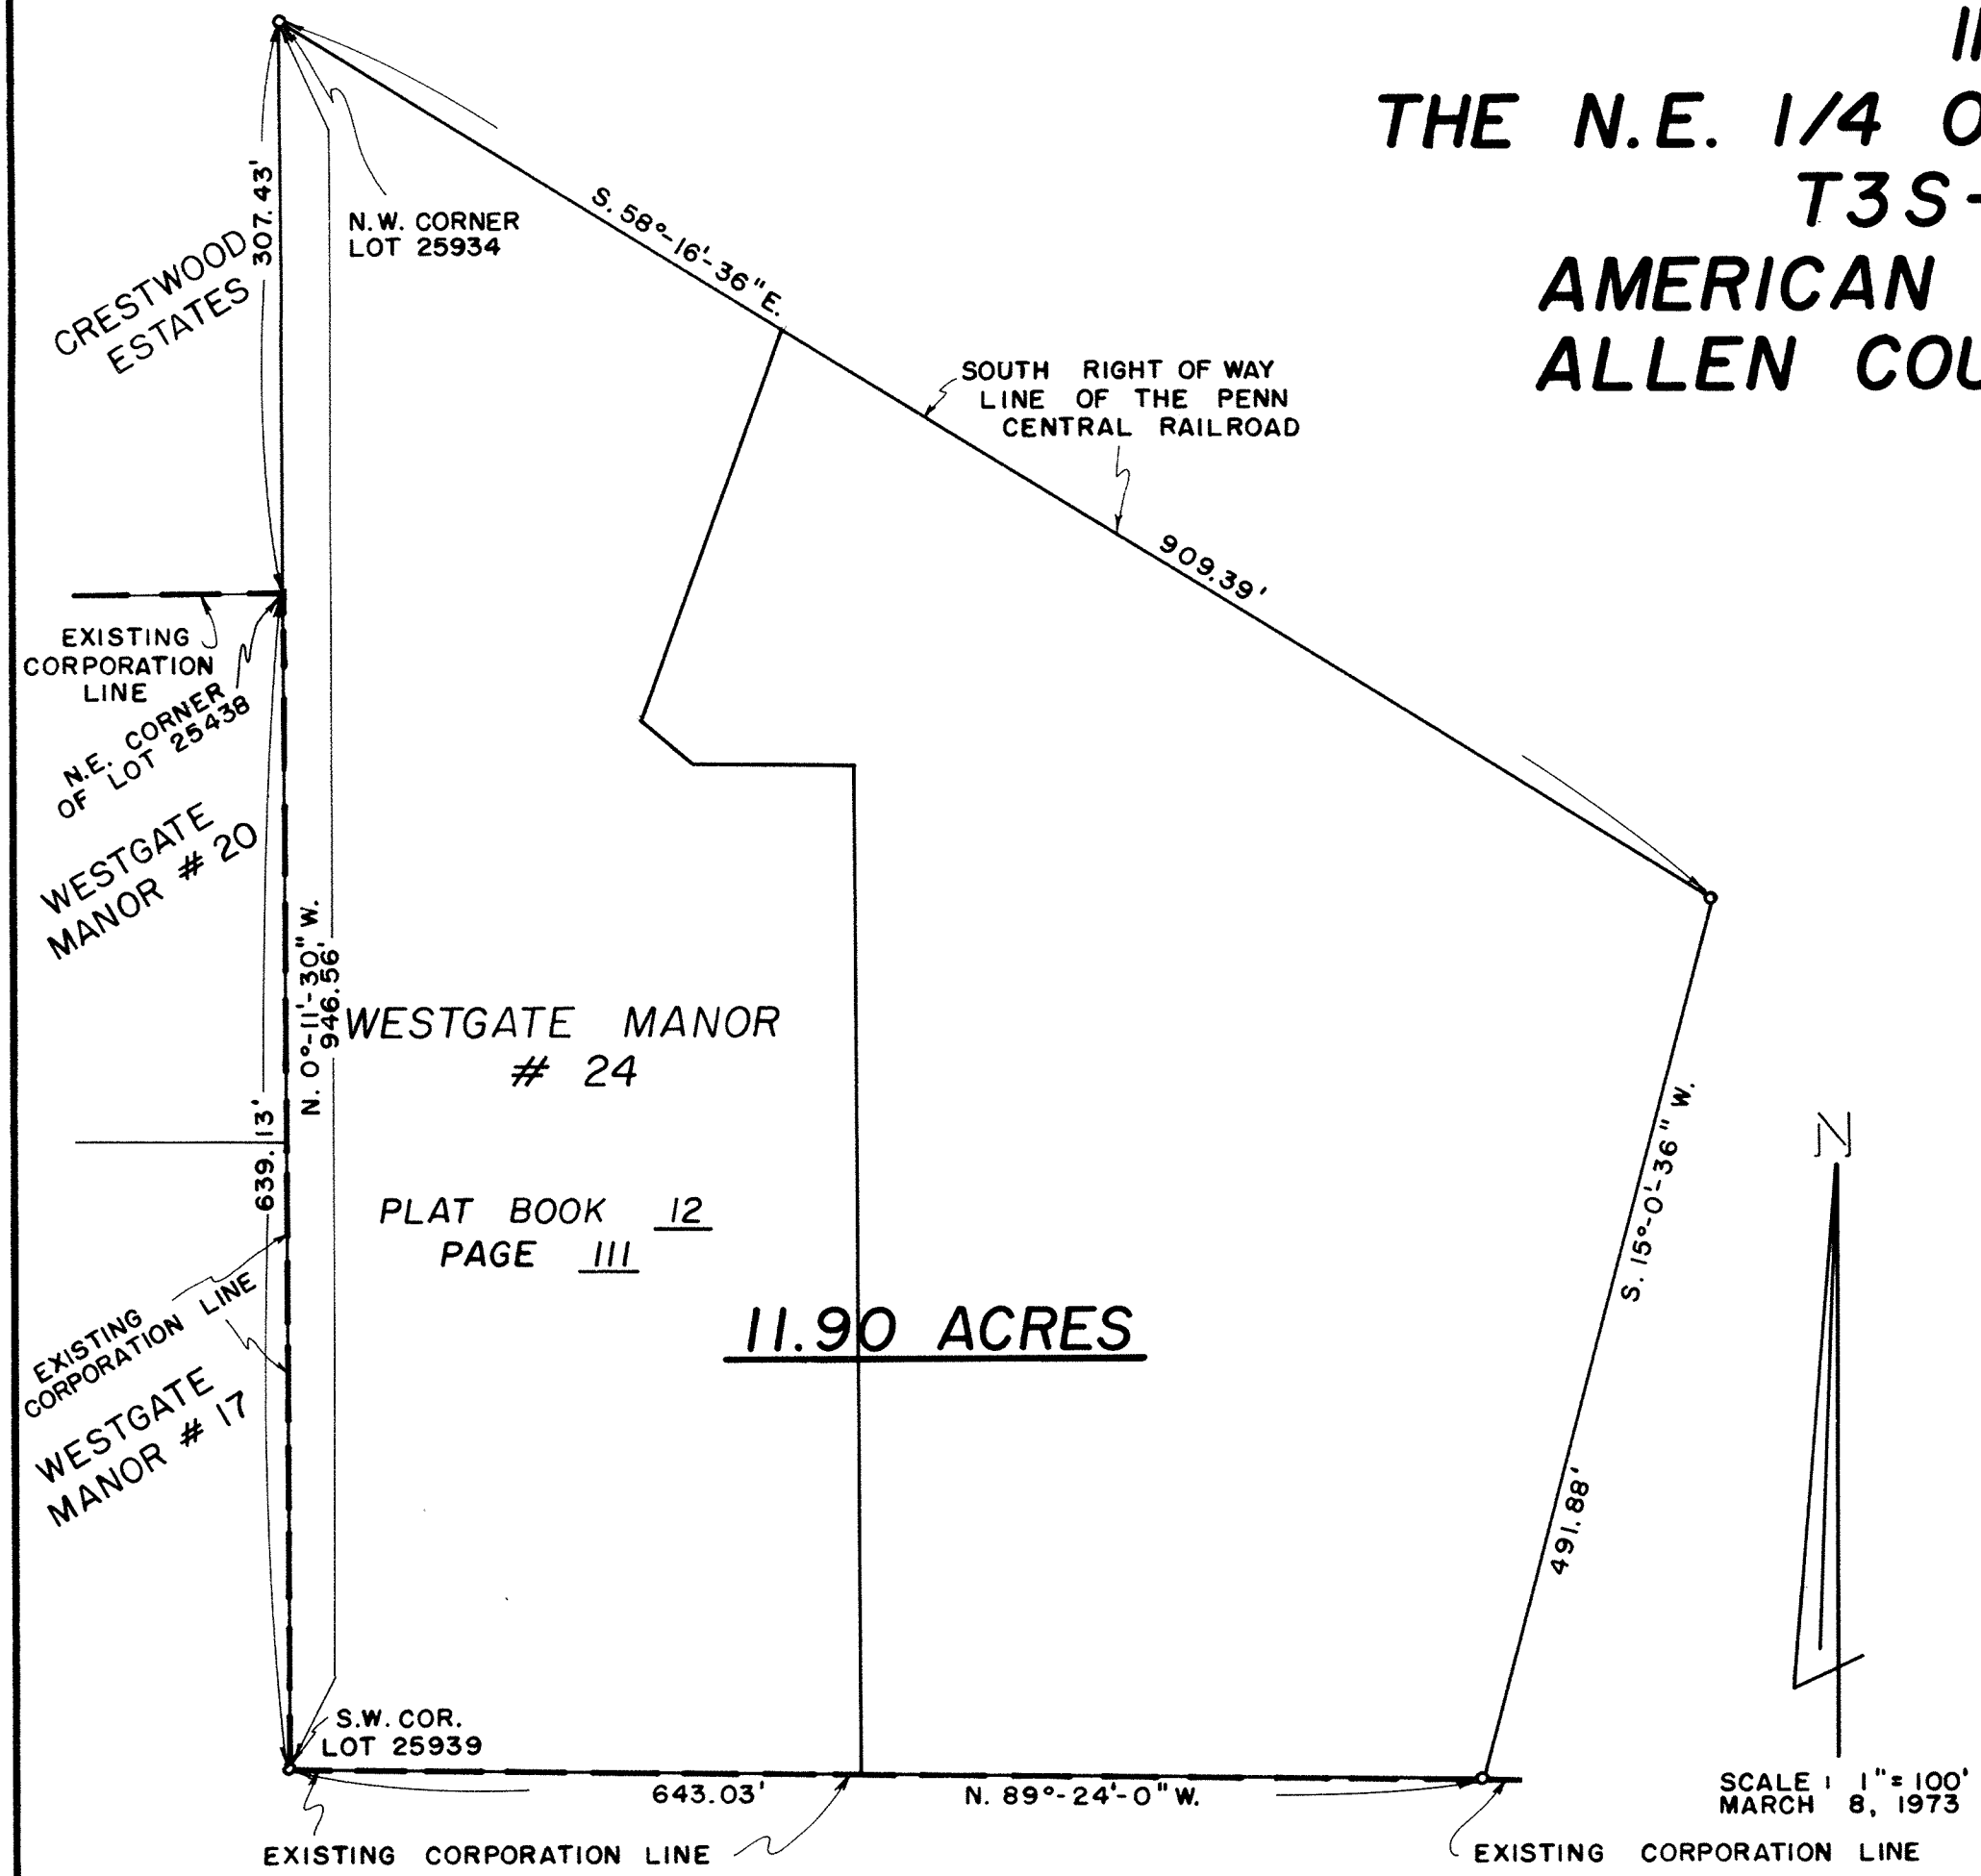 THE N.E. 1/4
T3S-
AMERICAN
ALLEN
307.43'
N.W. CORNER
LOT 25934
S. 58°-16'-36" E.
CRESTWOOD
ESTATES
SOUTH RIGHT OF WAY
LINE OF THE PENN
CENTRAL RAILROAD
909.39'
EXISTING
CORPORATION
LINE
N.E. CORNER
OF LOT 25438
WESTGATE
MANOR # 20
N. 0°-11'-30" W.
946.56'
WESTGATE MANOR
# 24
639.13'
PLAT BOOK 12
PAGE 111
11.90 ACRES
S. 15°-0'-36" W.
491.88'
N
EXISTING
CORPORATION LINE
WESTGATE
MANOR # 17
S.W. COR.
LOT 25939
643.03'
N. 89°-24'-0" W.
SCALE : 1" = 100'
MARCH 8, 1973
EXISTING CORPORATION LINE
EXISTING CORPORATION LINE